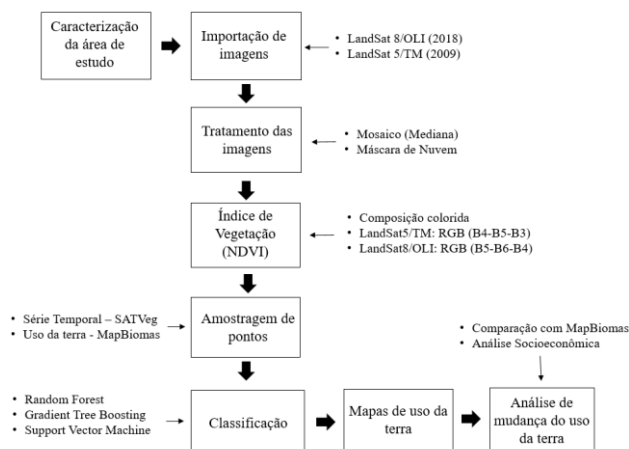 Caracterização
da área de
estudo
Importação de
imagens
• LandSat 8/OLI (2018)
• LandSat 5/TM (2009)
Tratamento das
imagens
• Mosaico (Mediana)
• Máscara de Nuvem
Índice de
Vegetação
(NDVI)
• Composição colorida
• LandSat5/TM: RGB (B4-B5-B3)
• LandSat8/OLI: RGB (B5-B6-B4)
• Série Temporal – SATVeg
• Uso da terra - MapBiomas
Amostragem de
pontos
• Comparação com MapBiomas
• Análise Socioeconômica
• Random Forest
• Gradient Tree Boosting
• Support Vector Machine
Classificação
Mapas de uso da
terra
Análise de
mudança do uso
da terra